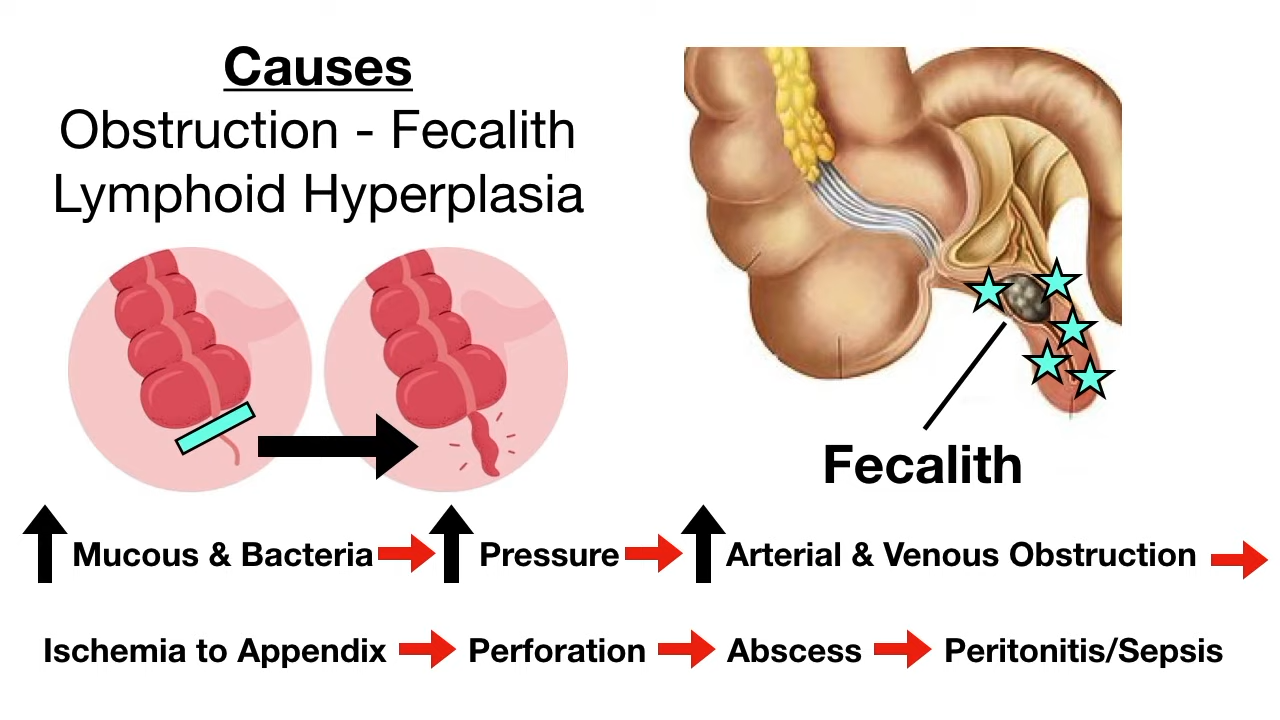 Causes
Obstruction - Fecalith
Lymphoid Hyperplasia
Fecalith
Mucous & Bacteria Pressure Arterial & Venous Obstruction
Ischemia to Appendix Perforation Abscess Peritonitis/Sepsis